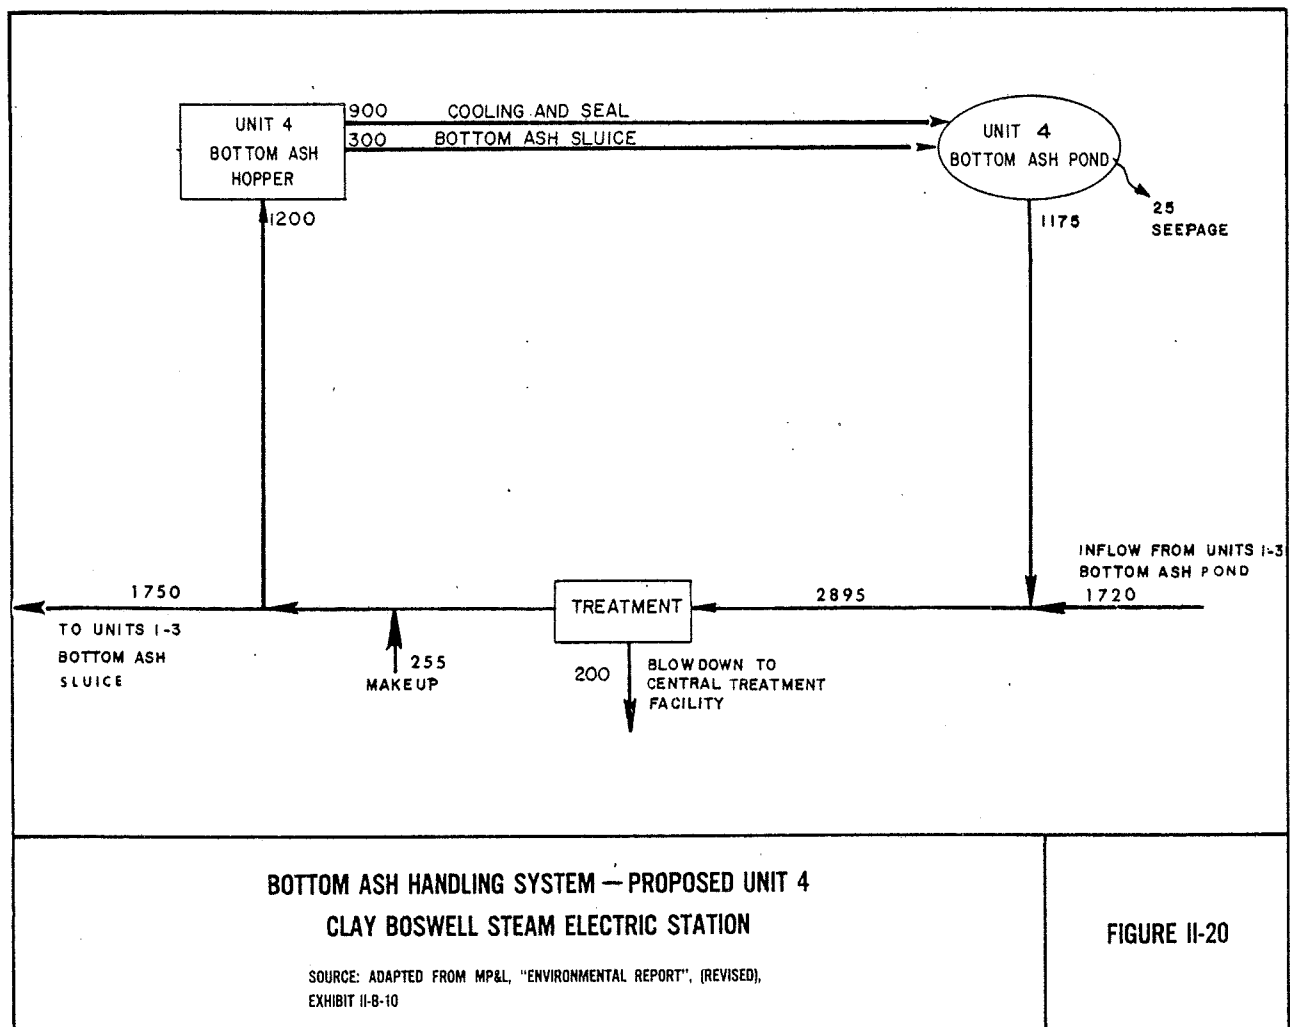 900 COOLING AND SEAL
UNIT 4
BOTTOM ASH
HOPPER
300 BOTTOM ASH SLUICE
UNIT 4
BOTTOM ASH POND
1200
1175
25
SEEPAGE
INFLOW FROM UNITS 1-3
BOTTOM ASH POND
1720
1750
TO UNITS 1-3
BOTTOM ASH
SLUICE
TREATMENT
2895
255
MAKEUP
200
BLOWDOWN TO
CENTRAL TREATMENT
FACILITY
BOTTOM ASH HANDLING SYSTEM — PROPOSED UNIT 4
CLAY BOSWELL STEAM ELECTRIC STATION
SOURCE: ADAPTED FROM MP&L, "ENVIRONMENTAL REPORT", (REVISED),
EXHIBIT II-B-10
FIGURE II-20